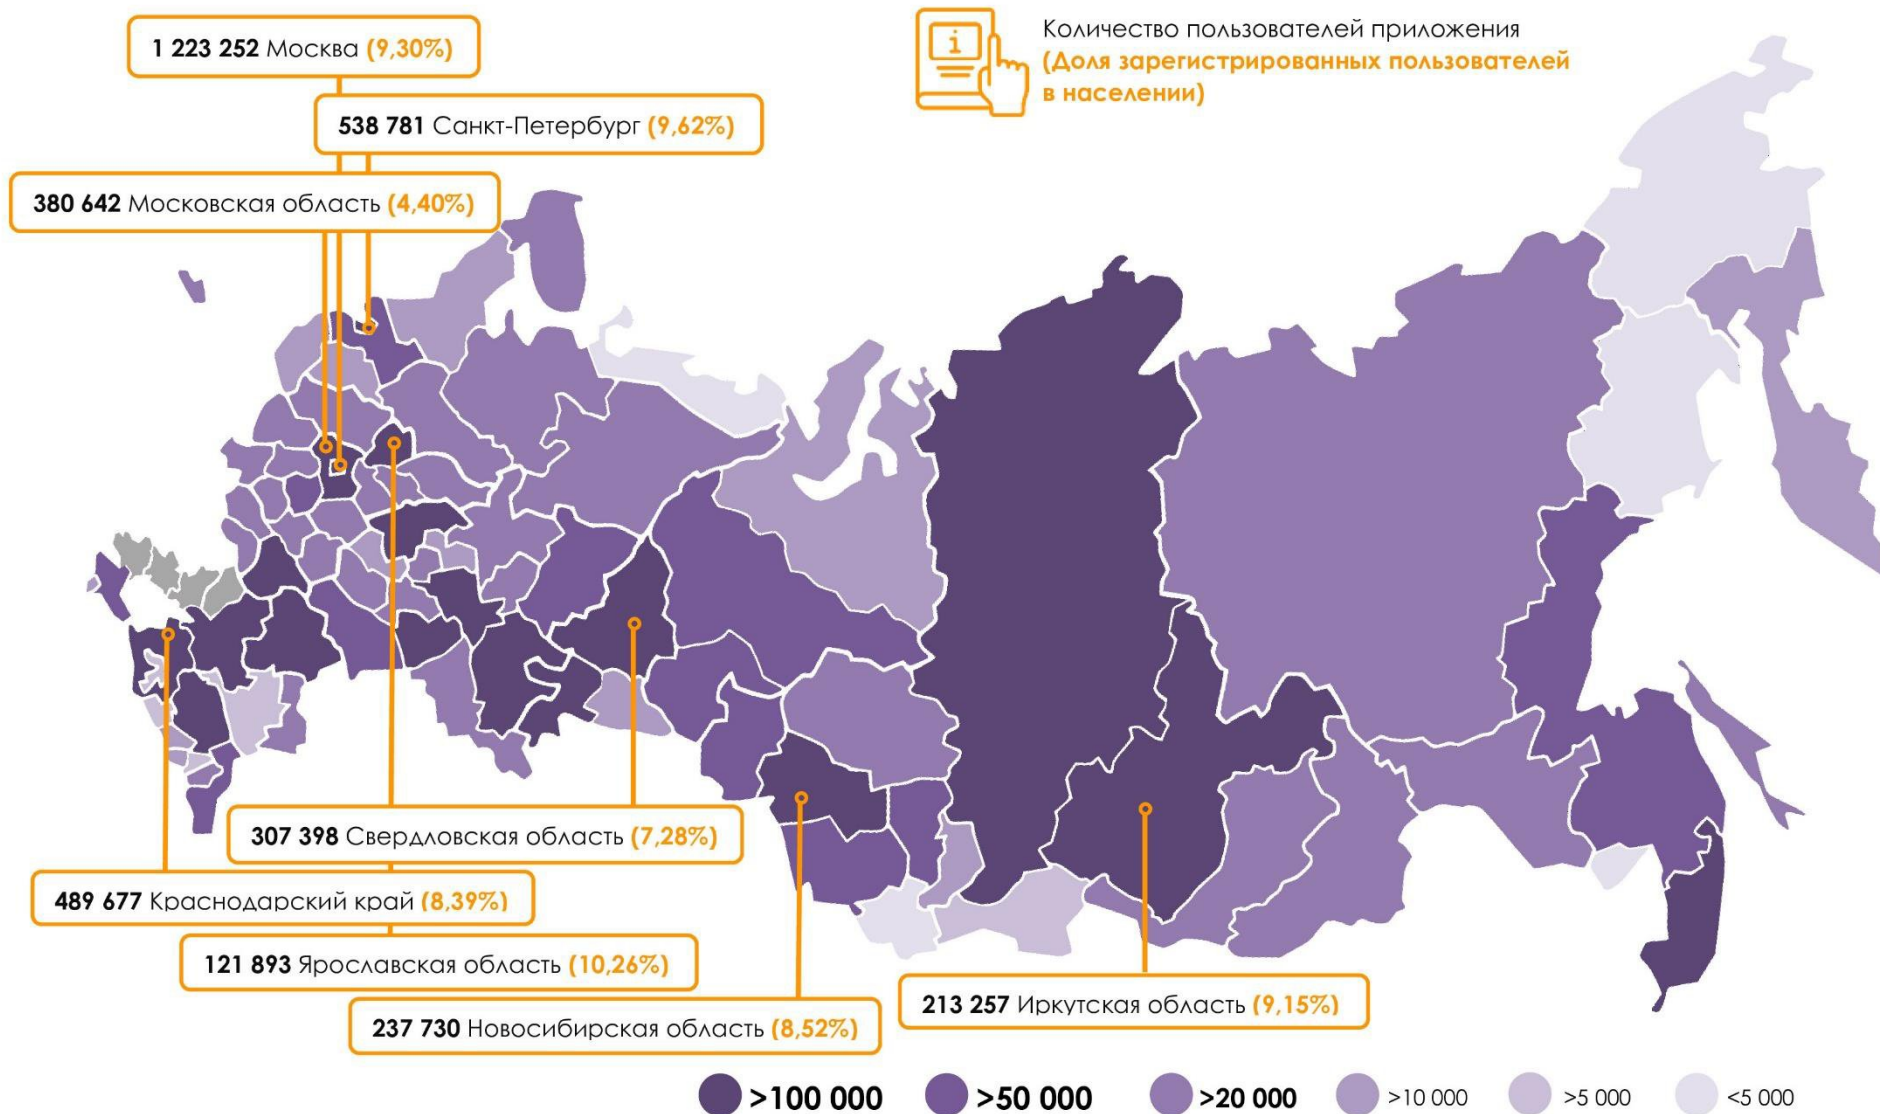 1 223 252 Москва (9,30%)
Количество пользователей приложения
(Доля зарегистрированных пользователей
в населении)
i
538 781 Санкт-Петербург (9,62%)
380 642 Московская область (4,40%)
307 398 Свердловская область (7,28%)
489 677 Краснодарский край (8,39%)
121 893 Ярославская область (10,26%)
237 730 Новосибирская область (8,52%)
213 257 Иркутская область (9,15%)
>100 000 >50 000 >20 000 >10 000 >5 000 <5 000